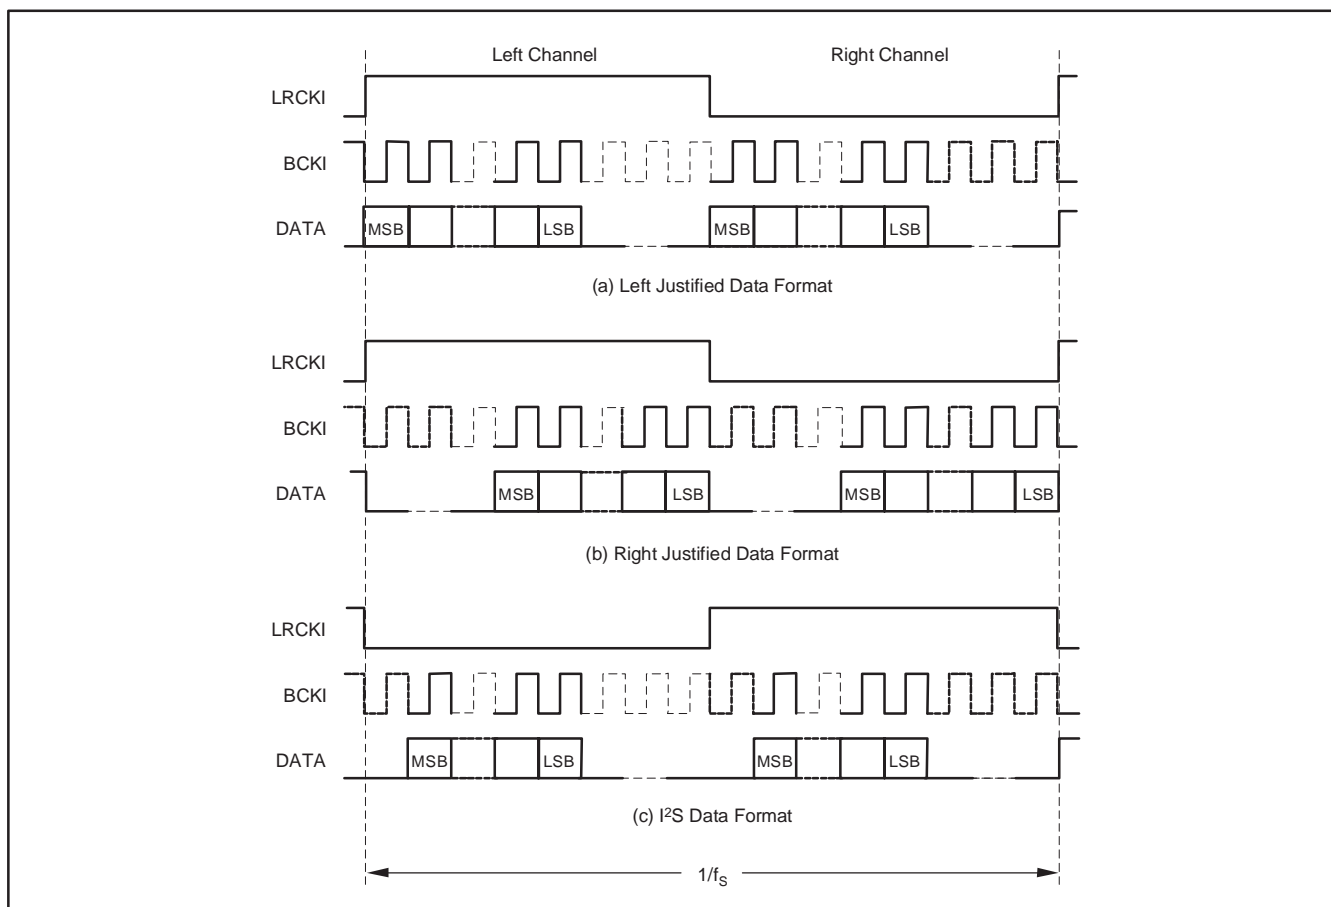 Left Channel Right Channel
LRCKI
BCKI
DATA MSB LSB MSB LSB
(a) Left Justified Data Format
LRCKI
BCKI
DATA MSB LSB MSB LSB
(b) Right Justified Data Format
LRCKI
BCKI
DATA MSB LSB MSB LSB
(c) I²S Data Format
1/fS